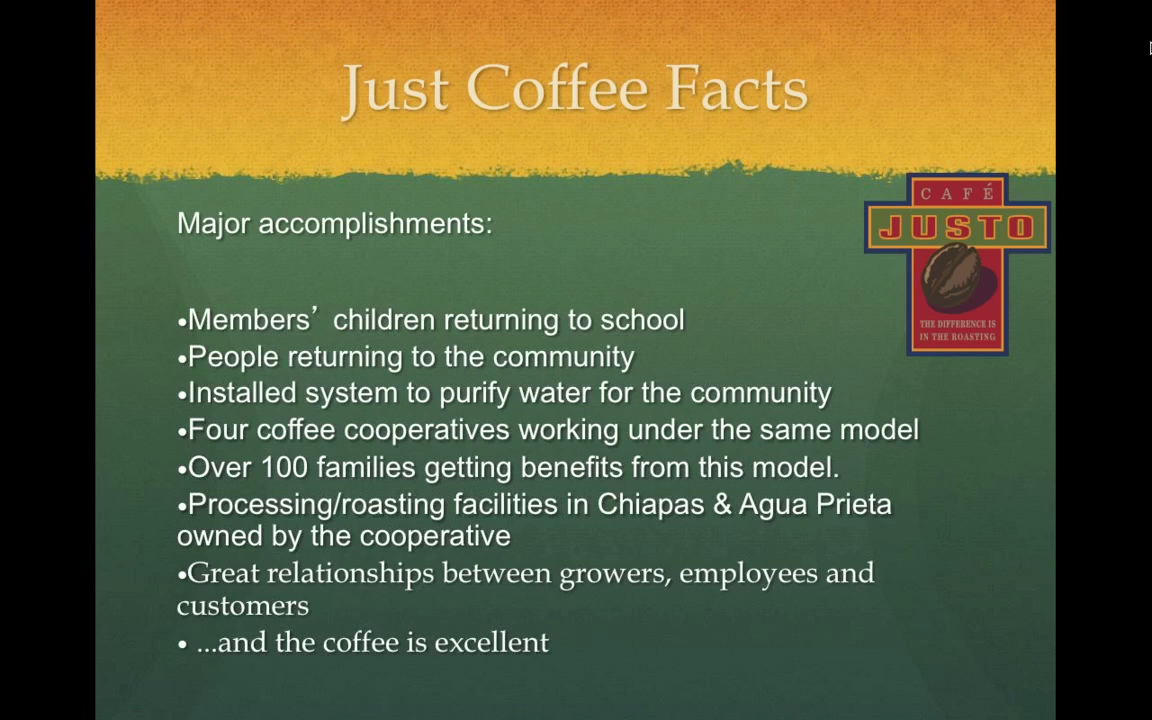 Just Coffee Facts
CAFÉ
JUSTO
THE DIFFERENCE IS
IN THE ROASTING
Major accomplishments:
•Members’ children returning to school
•People returning to the community
•Installed system to purify water for the community
•Four coffee cooperatives working under the same model
•Over 100 families getting benefits from this model.
•Processing/roasting facilities in Chiapas & Agua Prieta
owned by the cooperative
•Great relationships between growers, employees and
customers
• ...and the coffee is excellent